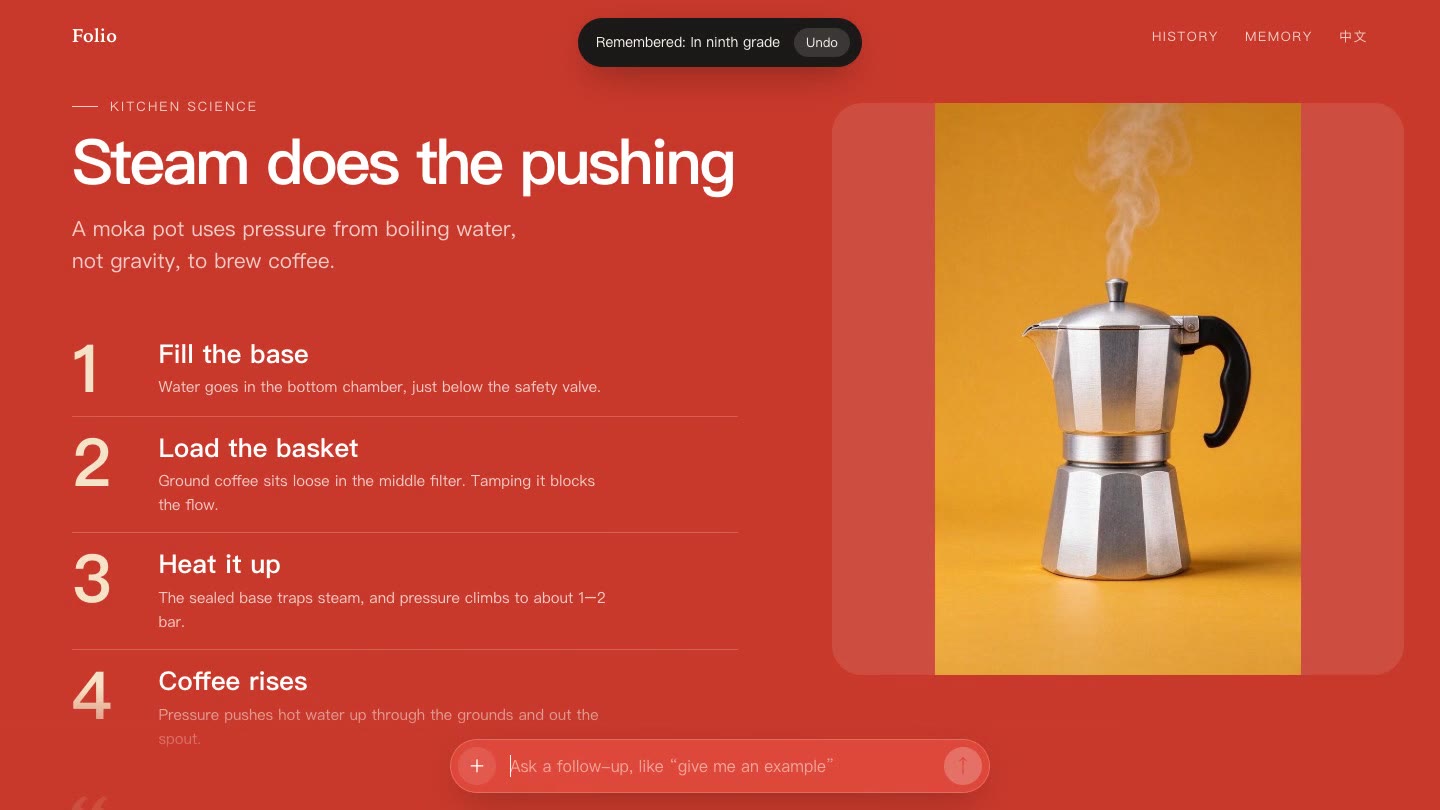 Folio
Remembered: In ninth grade
Undo
HISTORY
MEMORY
中文
KITCHEN SCIENCE
Steam does the pushing
A moka pot uses pressure from boiling water,
not gravity, to brew coffee.
1
Fill the base
Water goes in the bottom chamber, just below the safety valve.
2
Load the basket
Ground coffee sits loose in the middle filter. Tamping it blocks
the flow.
3
Heat it up
The sealed base traps steam, and pressure climbs to about 1–2
bar.
4
Coffee rises
Pressure pushes hot water up through the grounds and out the
spout.
“
Ask a follow-up, like “give me an example”